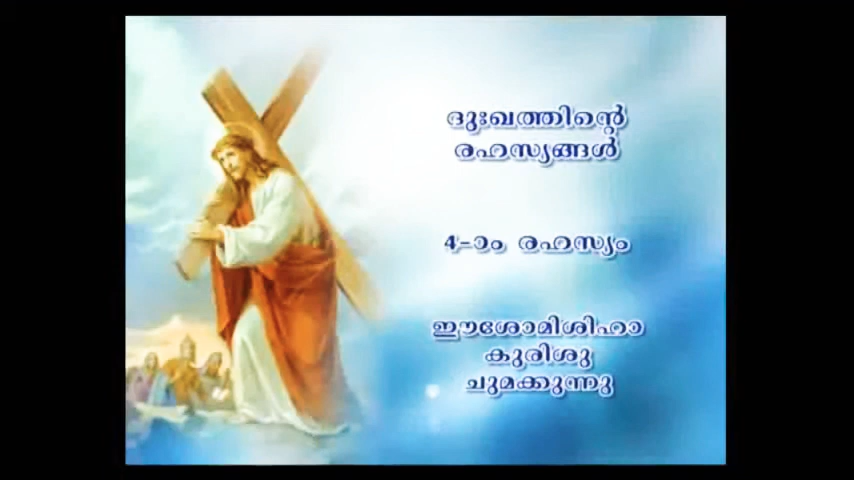 ദുഃഖത്തിന്റെ
രഹസ്യങ്ങൾ
4-ാം രഹസ്യം
ഈശോമിശിഹാ
കുരിശു
ചുമക്കുന്നു